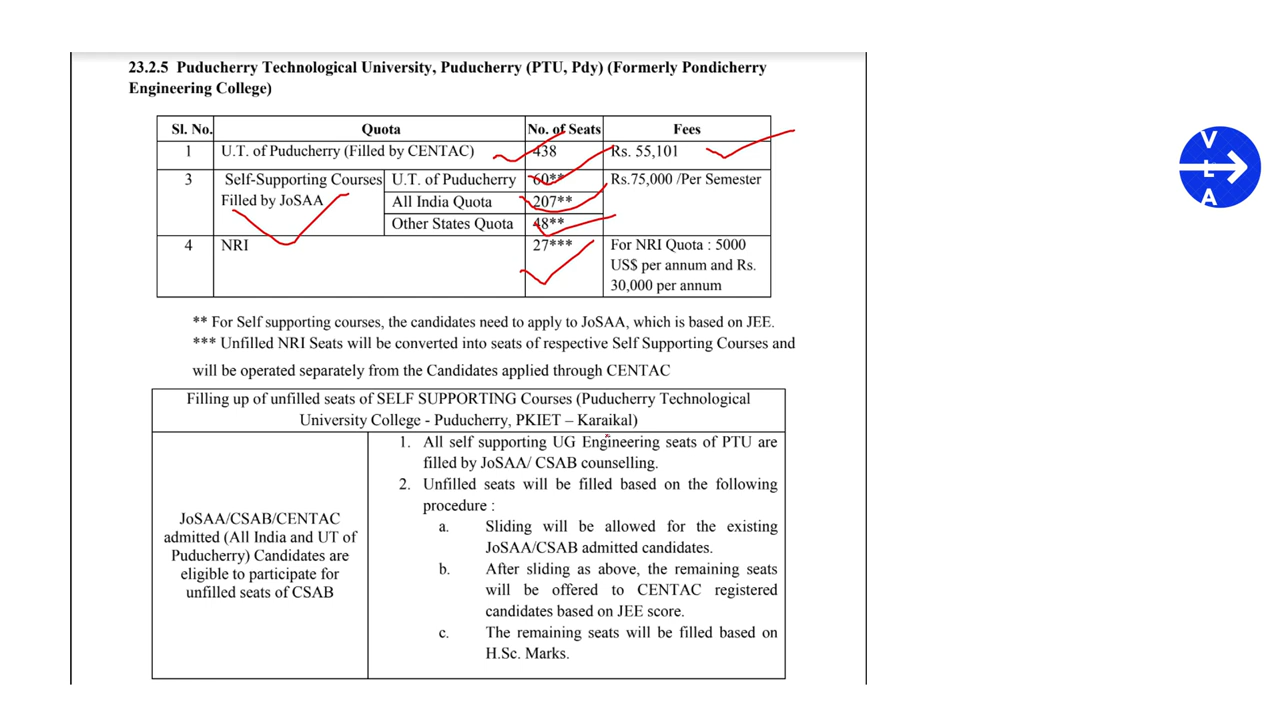 23.2.5 Puducherry Technological University, Puducherry (PTU, Pdy) (Formerly Pondicherry
Engineering College)
Sl. No. Quota No. of Seats Fees
1 U.T. of Puducherry (Filled by CENTAC) 438 Rs. 55,101
3 Self-Supporting Courses U.T. of Puducherry 60** Rs.75,000 /Per Semester
Filled by JoSAA All India Quota 207**
Other States Quota 48**
4 NRI 27*** For NRI Quota : 5000
US$ per annum and Rs.
30,000 per annum
** For Self supporting courses, the candidates need to apply to JoSAA, which is based on JEE.
*** Unfilled NRI Seats will be converted into seats of respective Self Supporting Courses and
will be operated separately from the Candidates applied through CENTAC
Filling up of unfilled seats of SELF SUPPORTING Courses (Puducherry Technological
University College - Puducherry, PKIET – Karaikal)
JoSAA/CSAB/CENTAC
admitted (All India and UT of
Puducherry) Candidates are
eligible to participate for
unfilled seats of CSAB
1. All self supporting UG Engineering seats of PTU are
filled by JoSAA/ CSAB counselling.
2. Unfilled seats will be filled based on the following
procedure :
a. Sliding will be allowed for the existing
JoSAA/CSAB admitted candidates.
b. After sliding as above, the remaining seats
will be offered to CENTAC registered
candidates based on JEE score.
c. The remaining seats will be filled based on
H.Sc. Marks.
V
L
A